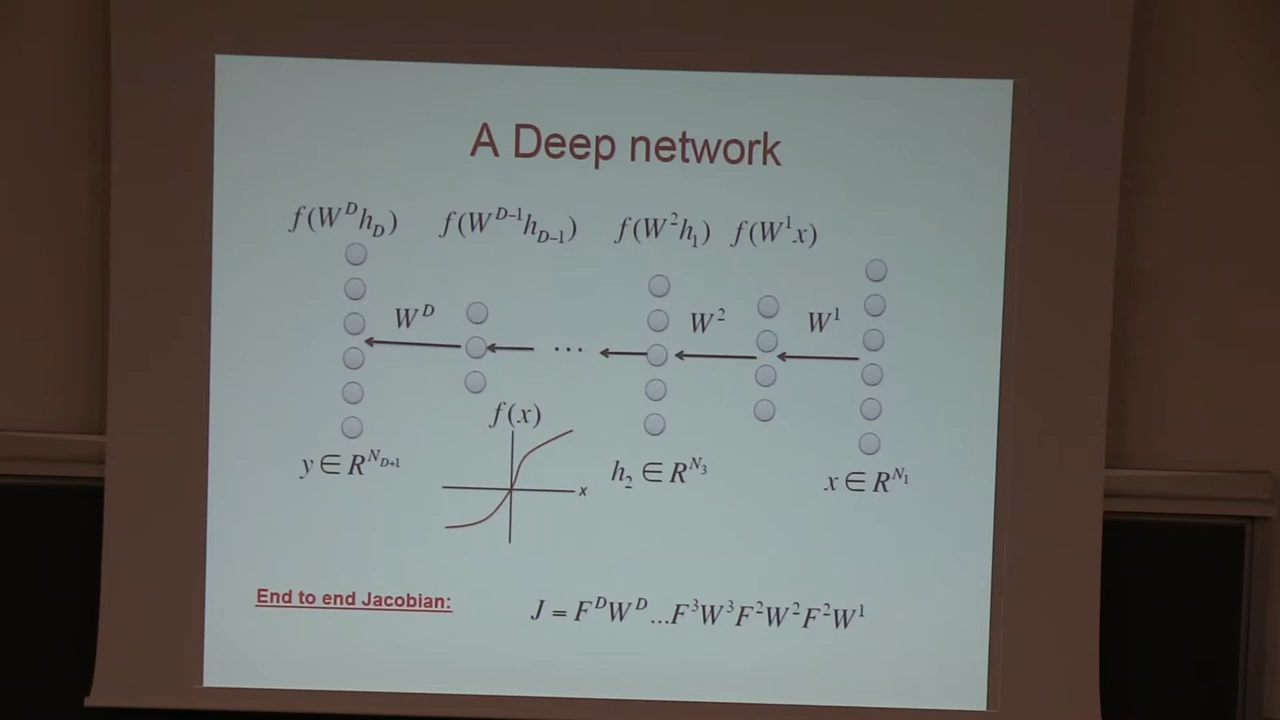 A Deep network
f(W^D h_D) f(W^{D-1} h_{D-1}) f(W^2 h_1) f(W^1 x)
W^D ... W^2 W^1
f(x)
x
y ∈ R^{N_{D+1}} h_2 ∈ R^{N_3} x ∈ R^{N_1}
End to end Jacobian: J = F^D W^D ...F^3 W^3 F^2 W^2 F^2 W^1